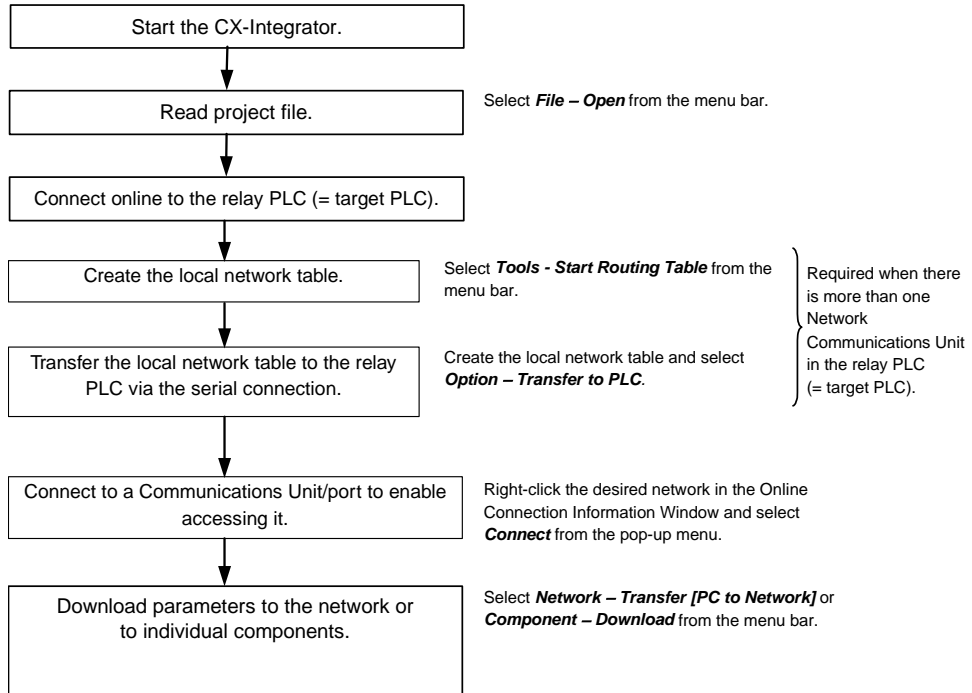 Start the CX-Integrator.
Read project file.
Select File – Open from the menu bar.
Connect online to the relay PLC (= target PLC).
Create the local network table.
Select Tools - Start Routing Table from the
menu bar.
Required when there
is more than one
Network
Communications Unit
in the relay PLC
(= target PLC).
Transfer the local network table to the relay
PLC via the serial connection.
Create the local network table and select
Option – Transfer to PLC.
Connect to a Communications Unit/port to enable
accessing it.
Right-click the desired network in the Online
Connection Information Window and select
Connect from the pop-up menu.
Download parameters to the network or
to individual components.
Select Network – Transfer [PC to Network] or
Component – Download from the menu bar.